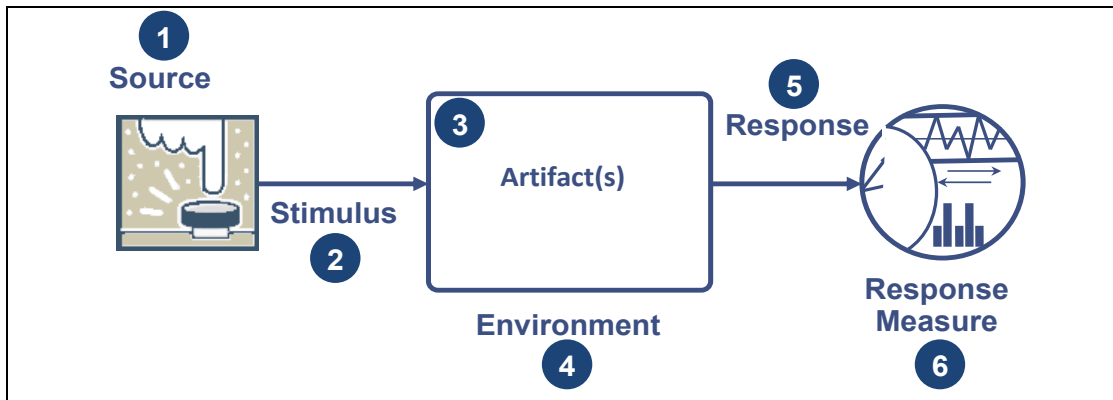 1
Source
Stimulus
2
3
Artifact(s)
Environment
4
5
Response
Response
Measure
6